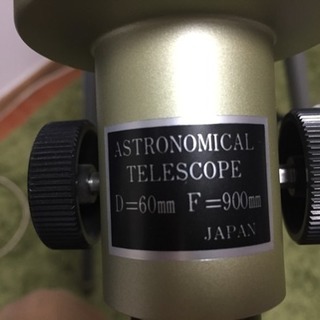 ASTRONOMICAL
TELESCOPE
D=60mm F=900mm
JAPAN